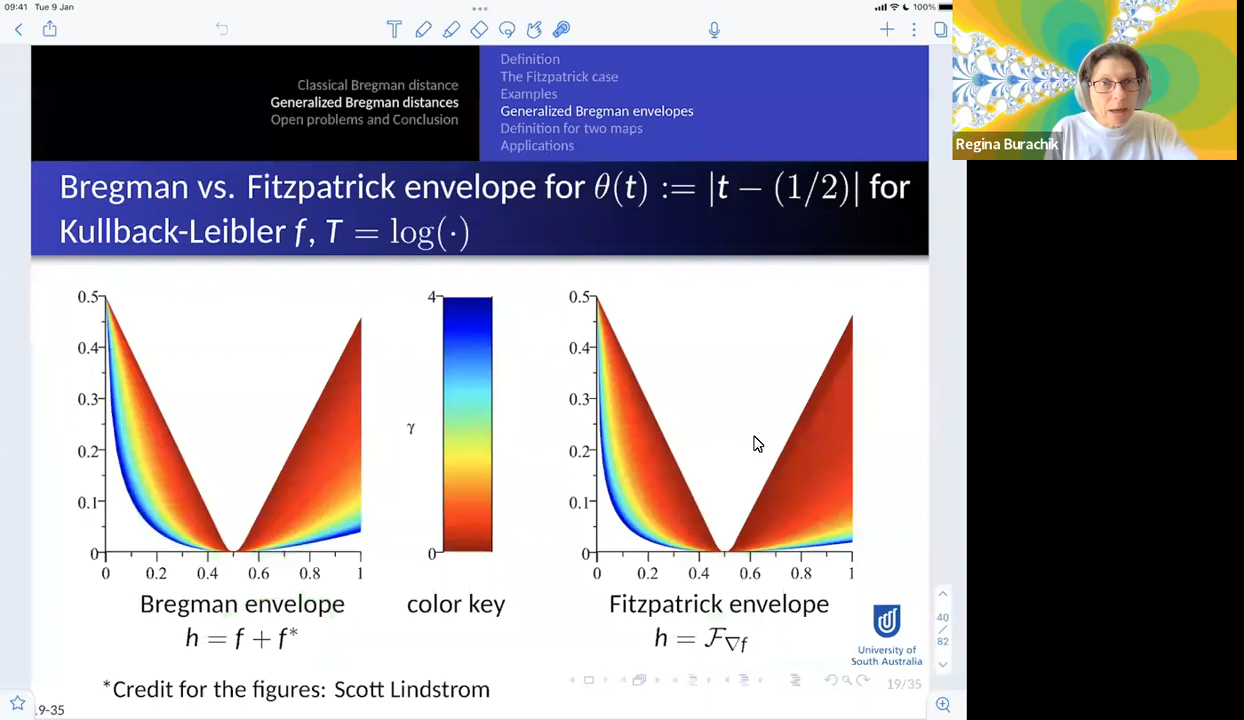 09:41 Tue 9 Jan
100%
Classical Bregman distance
Generalized Bregman distances
Open problems and Conclusion
Definition
The Fitzpatrick case
Examples
Generalized Bregman envelopes
Definition for two maps
Applications
Regina Burachik
Bregman vs. Fitzpatrick envelope for θ(t) := |t − (1/2)| for
Kullback-Leibler f, T = log(·)
0.5
0.4
0.3
0.2
0.1
0
0 0.2 0.4 0.6 0.8 1
4
γ
0
0.5
0.4
0.3
0.2
0.1
0
0 0.2 0.4 0.6 0.8 1
Bregman envelope
h = f + f*
color key
Fitzpatrick envelope
h = ℱ∇f
University of
South Australia
40
/
82
*Credit for the figures: Scott Lindstrom
19/35
19-35